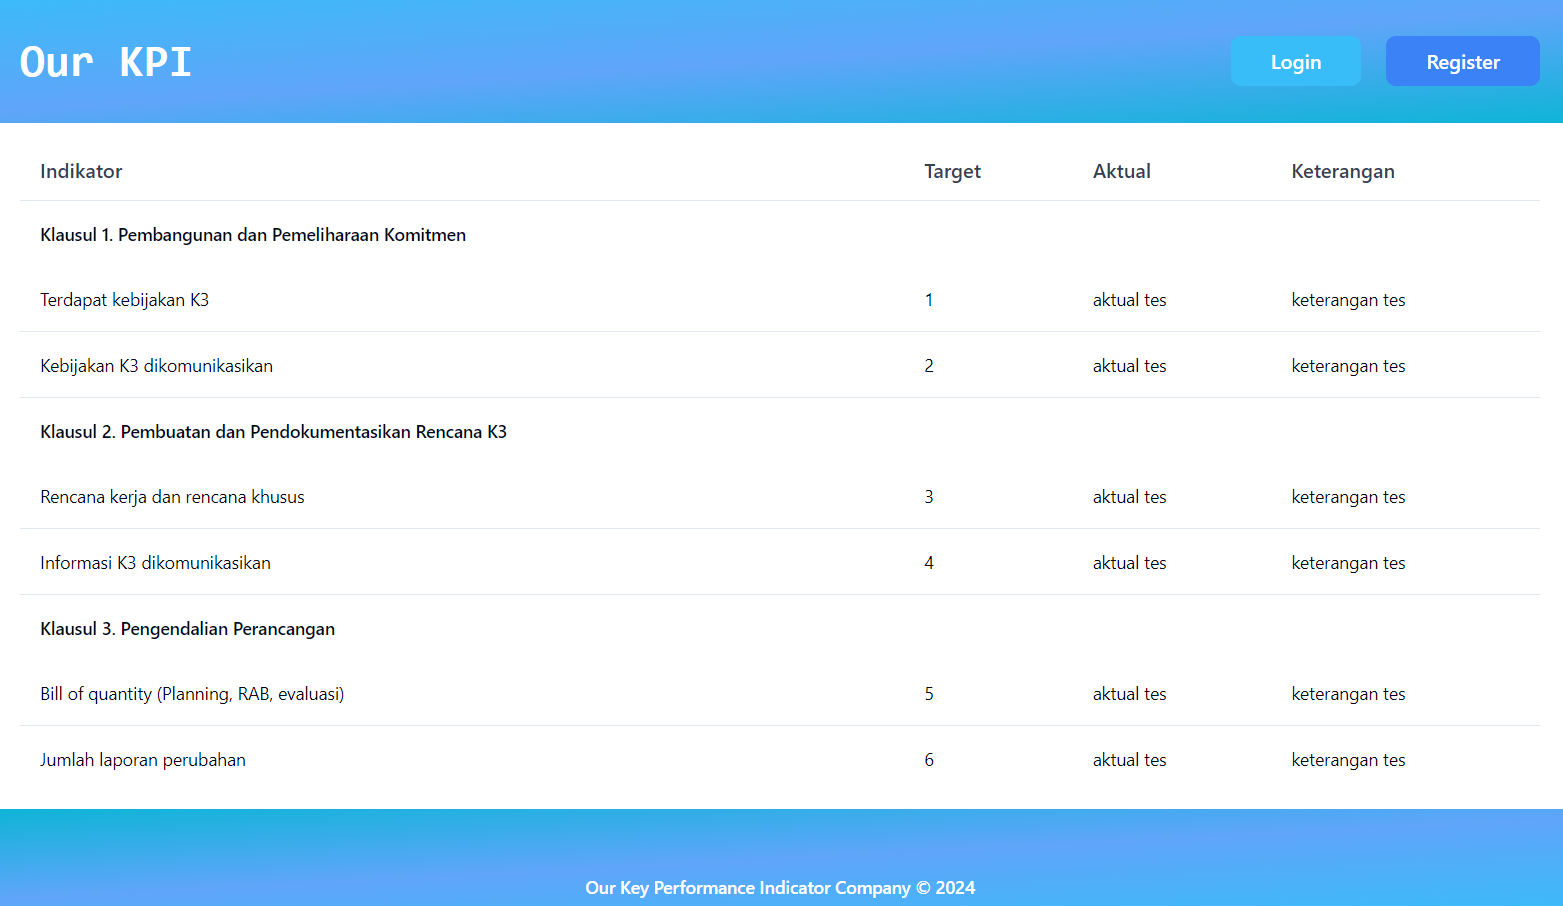 Our KPI
Login Register
Indikator Target Aktual Keterangan
Klausul 1. Pembangunan dan Pemeliharaan Komitmen
Terdapat kebijakan K3 1 aktual tes keterangan tes
Kebijakan K3 dikomunikasikan 2 aktual tes keterangan tes
Klausul 2. Pembuatan dan Pendokumentasikan Rencana K3
Rencana kerja dan rencana khusus 3 aktual tes keterangan tes
Informasi K3 dikomunikasikan 4 aktual tes keterangan tes
Klausul 3. Pengendalian Perancangan
Bill of quantity (Planning, RAB, evaluasi) 5 aktual tes keterangan tes
Jumlah laporan perubahan 6 aktual tes keterangan tes
Our Key Performance Indicator Company © 2024